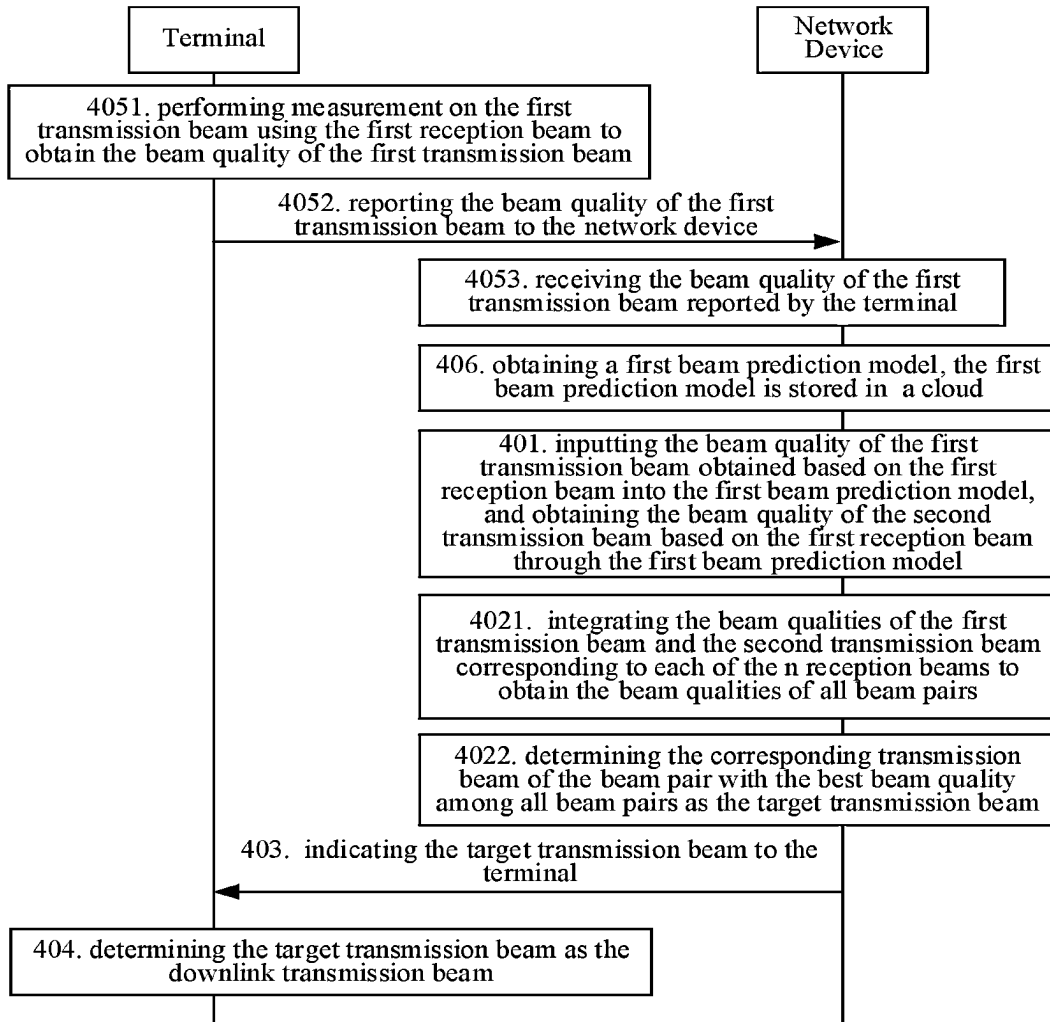 Terminal
Network
Device
4051. performing measurement on the first
transmission beam using the first reception beam to
obtain the beam quality of the first transmission beam
4052. reporting the beam quality of the first
transmission beam to the network device
4053. receiving the beam quality of the first
transmission beam reported by the terminal
406. obtaining a first beam prediction model, the first
beam prediction model is stored in a cloud
401. inputting the beam quality of the first
transmission beam obtained based on the first
reception beam into the first beam prediction model,
and obtaining the beam quality of the second
transmission beam based on the first reception beam
through the first beam prediction model
4021. integrating the beam qualities of the first
transmission beam and the second transmission beam
corresponding to each of the n reception beams to
obtain the beam qualities of all beam pairs
4022. determining the corresponding transmission
beam of the beam pair with the best beam quality
among all beam pairs as the target transmission beam
403. indicating the target transmission beam to the
terminal
404. determining the target transmission beam as the
downlink transmission beam